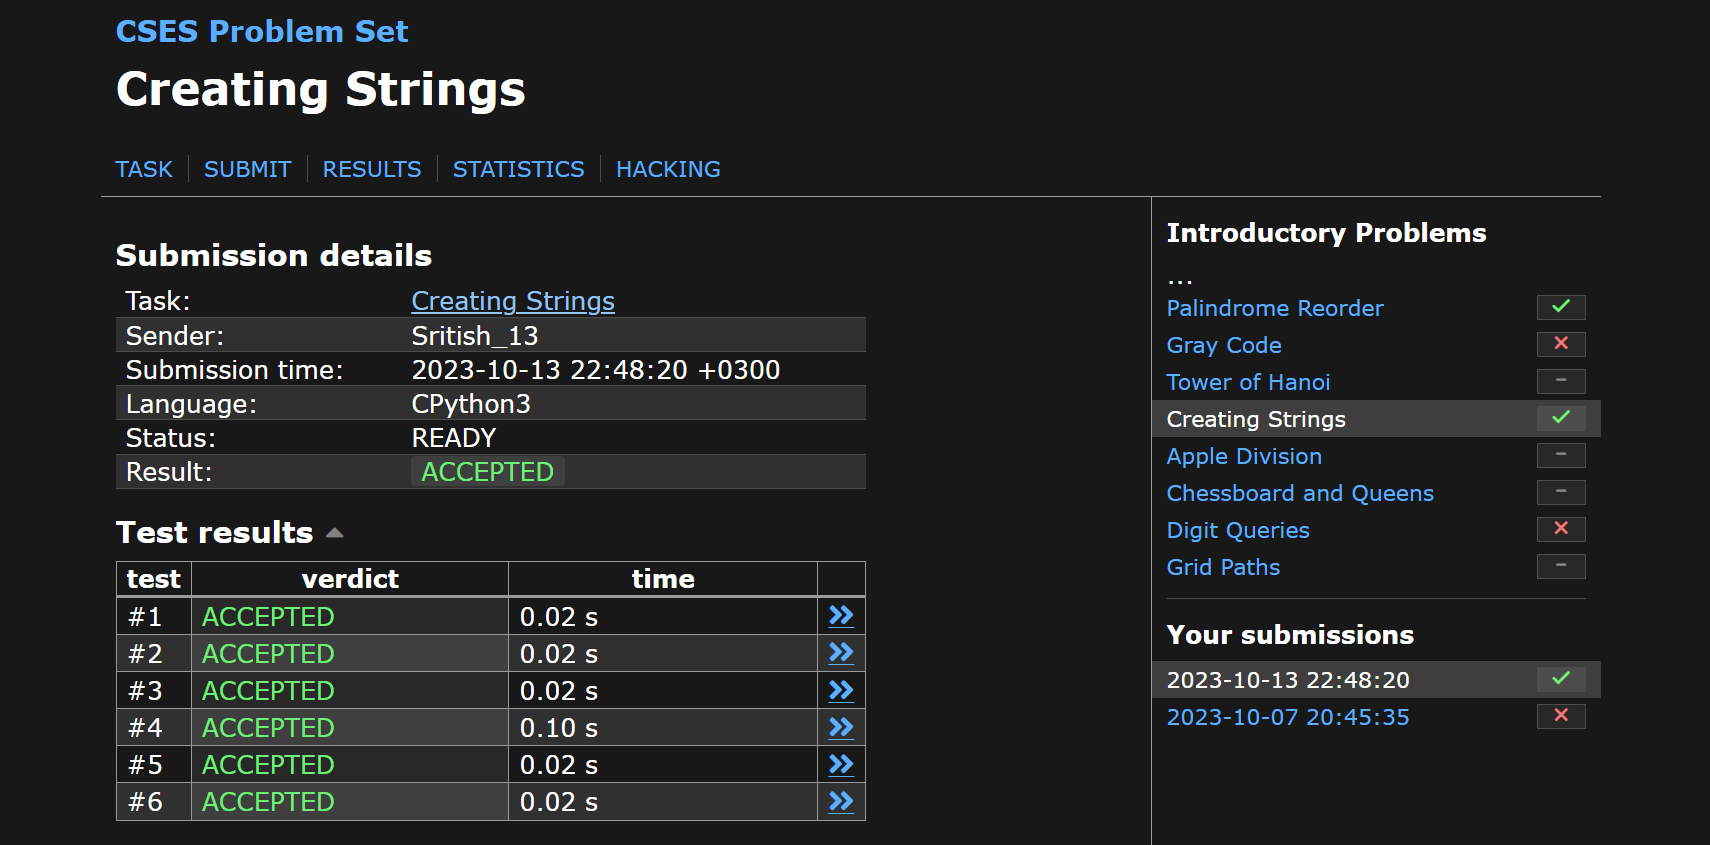 CSES Problem Set
Creating Strings
TASK SUBMIT RESULTS STATISTICS HACKING
Submission details
Task: Creating Strings
Sender: Sritish_13
Submission time: 2023-10-13 22:48:20 +0300
Language: CPython3
Status: READY
Result: ACCEPTED
Test results
test verdict time
#1 ACCEPTED 0.02 s
#2 ACCEPTED 0.02 s
#3 ACCEPTED 0.02 s
#4 ACCEPTED 0.10 s
#5 ACCEPTED 0.02 s
#6 ACCEPTED 0.02 s
Introductory Problems
...
Palindrome Reorder
Gray Code
Tower of Hanoi
Creating Strings
Apple Division
Chessboard and Queens
Digit Queries
Grid Paths
Your submissions
2023-10-13 22:48:20
2023-10-07 20:45:35